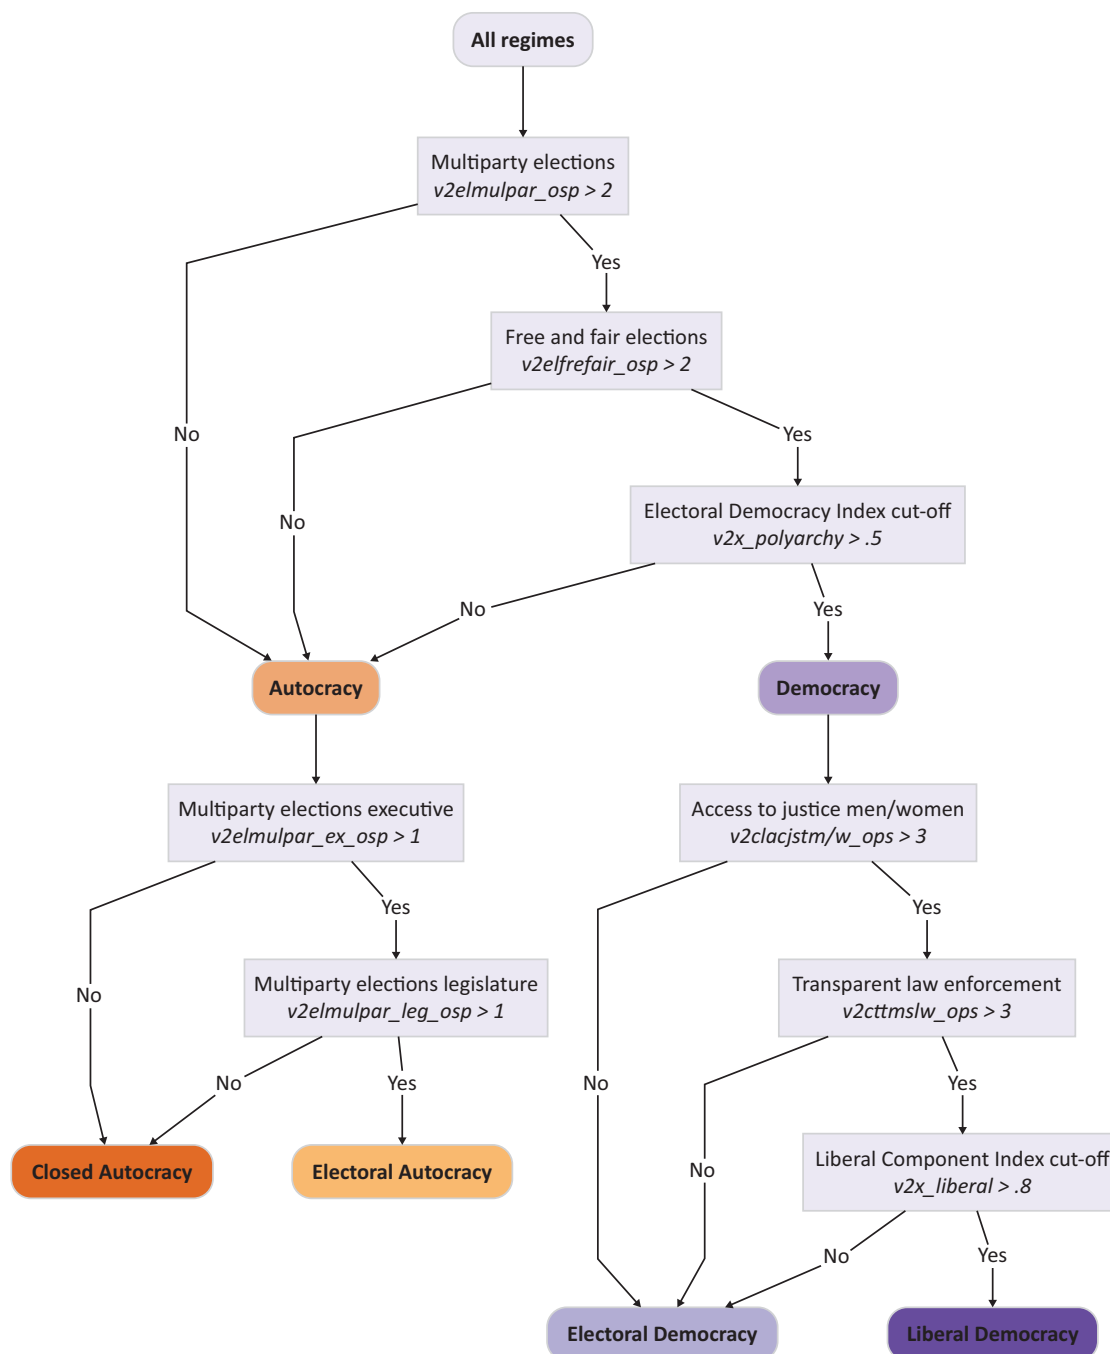 All regimes
Multiparty elections
v2elmulpar_osp > 2
Yes
Free and fair elections
v2elfrefair_osp > 2
No
Yes
Electoral Democracy Index cut-off
v2x_polyarchy > .5
No
No
Yes
Autocracy
Democracy
Multiparty elections executive
v2elmulpar_ex_osp > 1
Access to justice men/women
v2clacjstm/w_ops > 3
Yes
Yes
No
Multiparty elections legislature
v2elmulpar_leg_osp > 1
Transparent law enforcement
v2cttmslw_ops > 3
No
Yes
No
Yes
Closed Autocracy
Electoral Autocracy
No
Liberal Component Index cut-off
v2x_liberal > .8
No
Yes
Electoral Democracy
Liberal Democracy